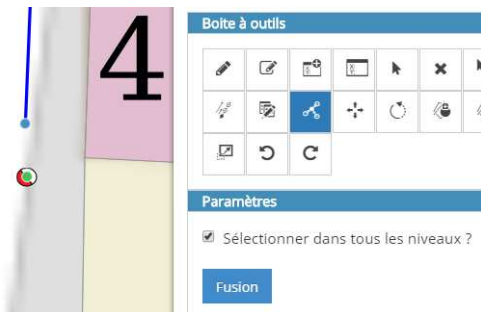 4
Boite à outils
Paramètres
Sélectionner dans tous les niveaux ?
Fusion